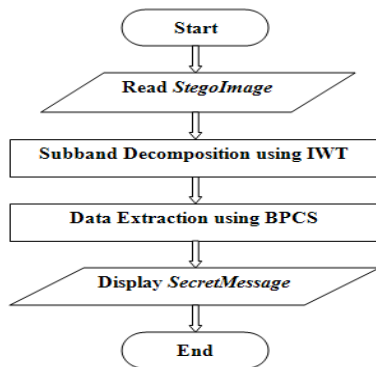 Start
Read StegoImage
Subband Decomposition using IWT
Data Extraction using BPCS
Display SecretMessage
End